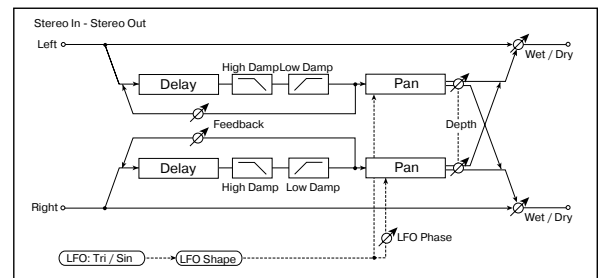 Stereo In - Stereo Out
Left
Wet / Dry
High Damp Low Damp
Delay
Pan
Feedback
Depth
Delay
Pan
High Damp Low Damp
Right
Wet / Dry
LFO Phase
LFO: Tri / Sin
LFO Shape